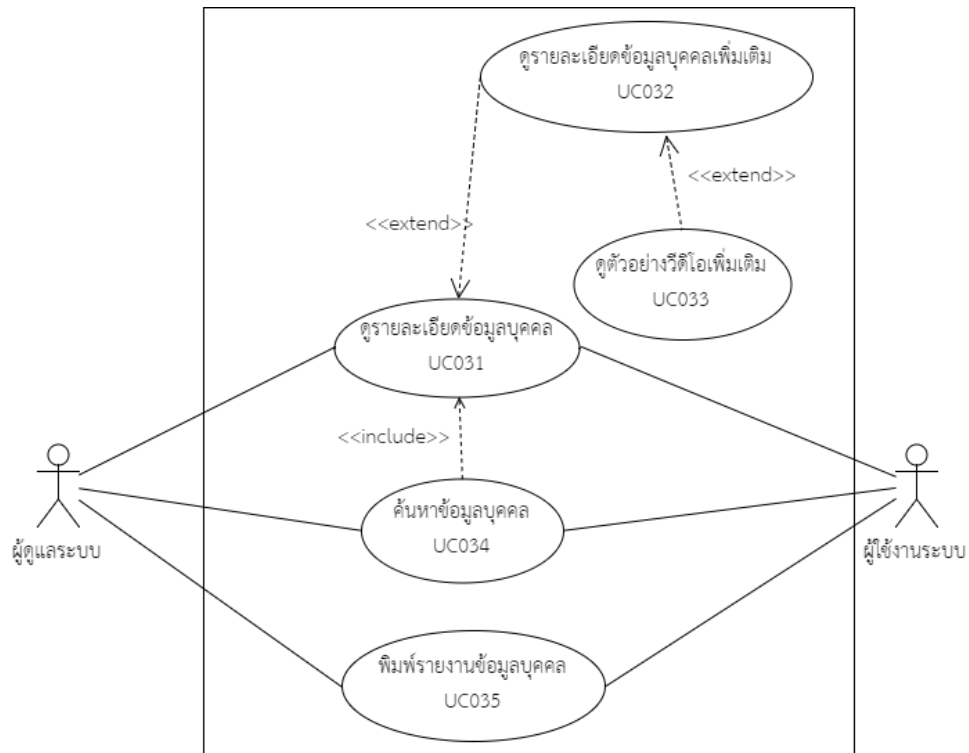 ดูรายละเอียดข้อมูลบุคคลเพิ่มเติม
UC032
<<extend>>
ดูตัวอย่างวีดิโอเพิ่มเติม
UC033
<<extend>>
ดูรายละเอียดข้อมูลบุคคล
UC031
<<include>>
ค้นหาข้อมูลบุคคล
UC034
ผู้ดูแลระบบ
ผู้ใช้งานระบบ
พิมพ์รายงานข้อมูลบุคคล
UC035